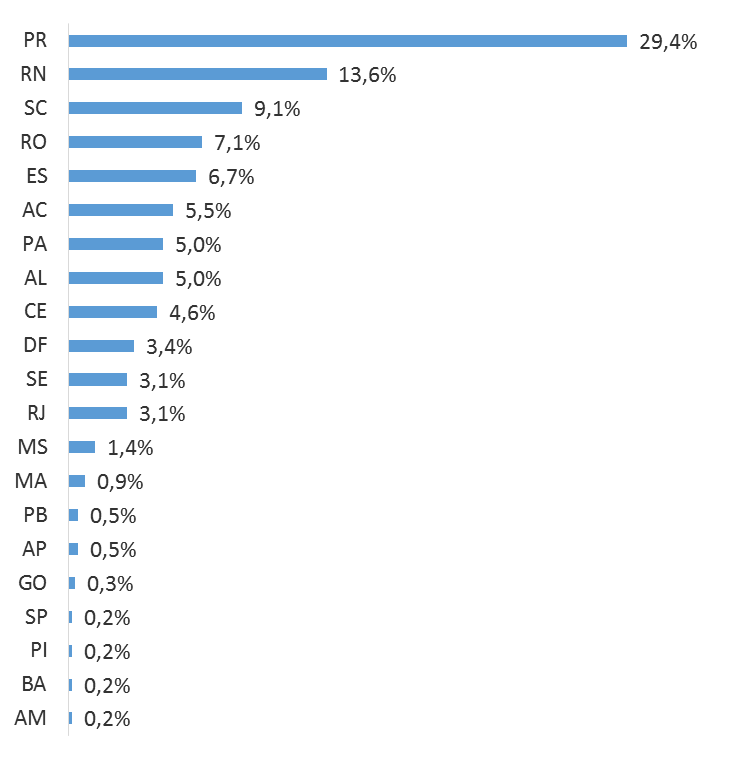 PR 29,4%
RN 13,6%
SC 9,1%
RO 7,1%
ES 6,7%
AC 5,5%
PA 5,0%
AL 5,0%
CE 4,6%
DF 3,4%
SE 3,1%
RJ 3,1%
MS 1,4%
MA 0,9%
PB 0,5%
AP 0,5%
GO 0,3%
SP 0,2%
PI 0,2%
BA 0,2%
AM 0,2%